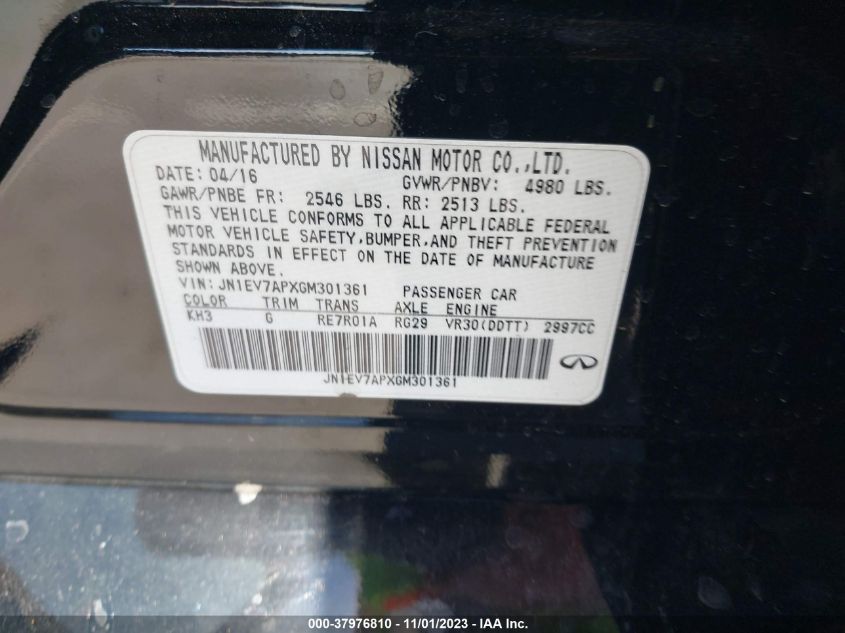 MANUFACTURED BY NISSAN MOTOR CO.,LTD.
DATE: 04/16 GVWR/PNBV: 4980 LBS.
GAWR/PNBE FR: 2546 LBS. RR: 2513 LBS.
THIS VEHICLE CONFORMS TO ALL APPLICABLE FEDERAL
MOTOR VEHICLE SAFETY,BUMPER,AND THEFT PREVENTION
STANDARDS IN EFFECT ON THE DATE OF MANUFACTURE
SHOWN ABOVE.
VIN: JN1EV7APXGM301361 PASSENGER CAR
COLOR TRIM TRANS AXLE ENGINE
KH3 G RE7R01A RG29 VR30(DDTT) 2997CC
JN1EV7APXGM301361
000-37976810 - 11/01/2023 - IAA Inc.